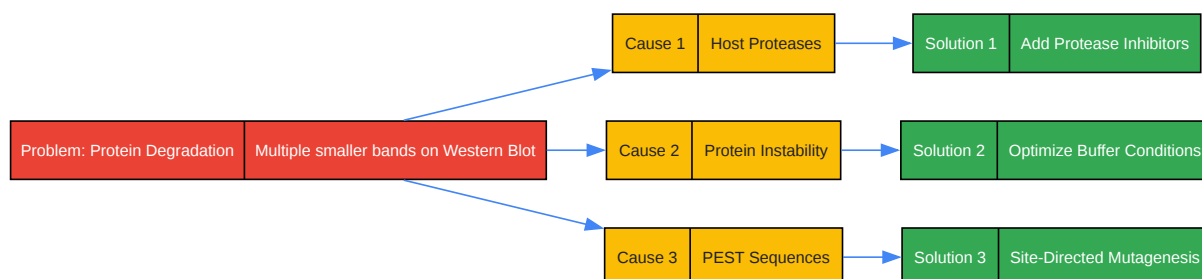 Cause 1 Host Proteases
Solution 1 Add Protease Inhibitors
Problem: Protein Degradation Multiple smaller bands on Western Blot
Cause 2 Protein Instability
Solution 2 Optimize Buffer Conditions
Cause 3 PEST Sequences
Solution 3 Site-Directed Mutagenesis